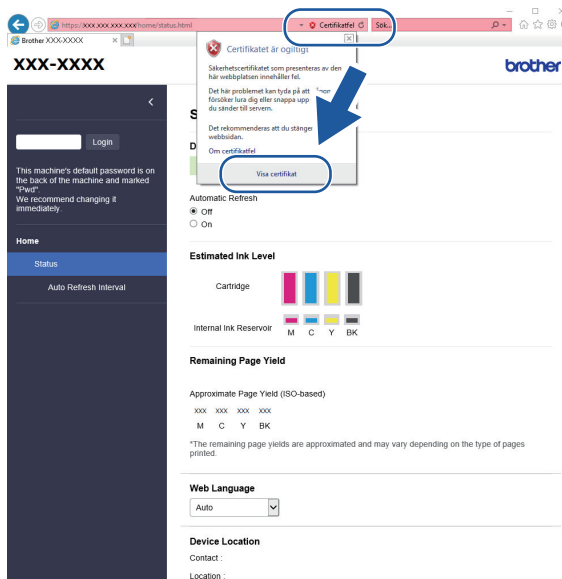 https://xxx.xxx.xxx.xxx/home/status.html
Certifikatfel
Sök...
Brother XXX-XXXX
XXX-XXXX
brother
Certifikatet är ogiltigt
Säkerhetscertifikatet som presenteras av den
här webbplatsen innehåller fel.
Det här problemet kan tyda på att
försöker lura dig eller snappa upp
du sänder till servern.
Det rekommenderas att du stänger
webbsidan.
Om certifikatfel
Visa certifikat
Login
This machine's default password is on
the back of the machine and marked
"Pwd".
We recommend changing it
immediately.
Home
Status
Auto Refresh Interval
Automatic Refresh
Off
On
Estimated Ink Level
Cartridge
Internal Ink Reservoir
M C Y BK
Remaining Page Yield
Approximate Page Yield (ISO-based)
xxx xxx xxx xxx
M C Y BK
*The remaining page yields are approximated and may vary depending on the type of pages
printed.
Web Language
Auto
Device Location
Contact :
Location :